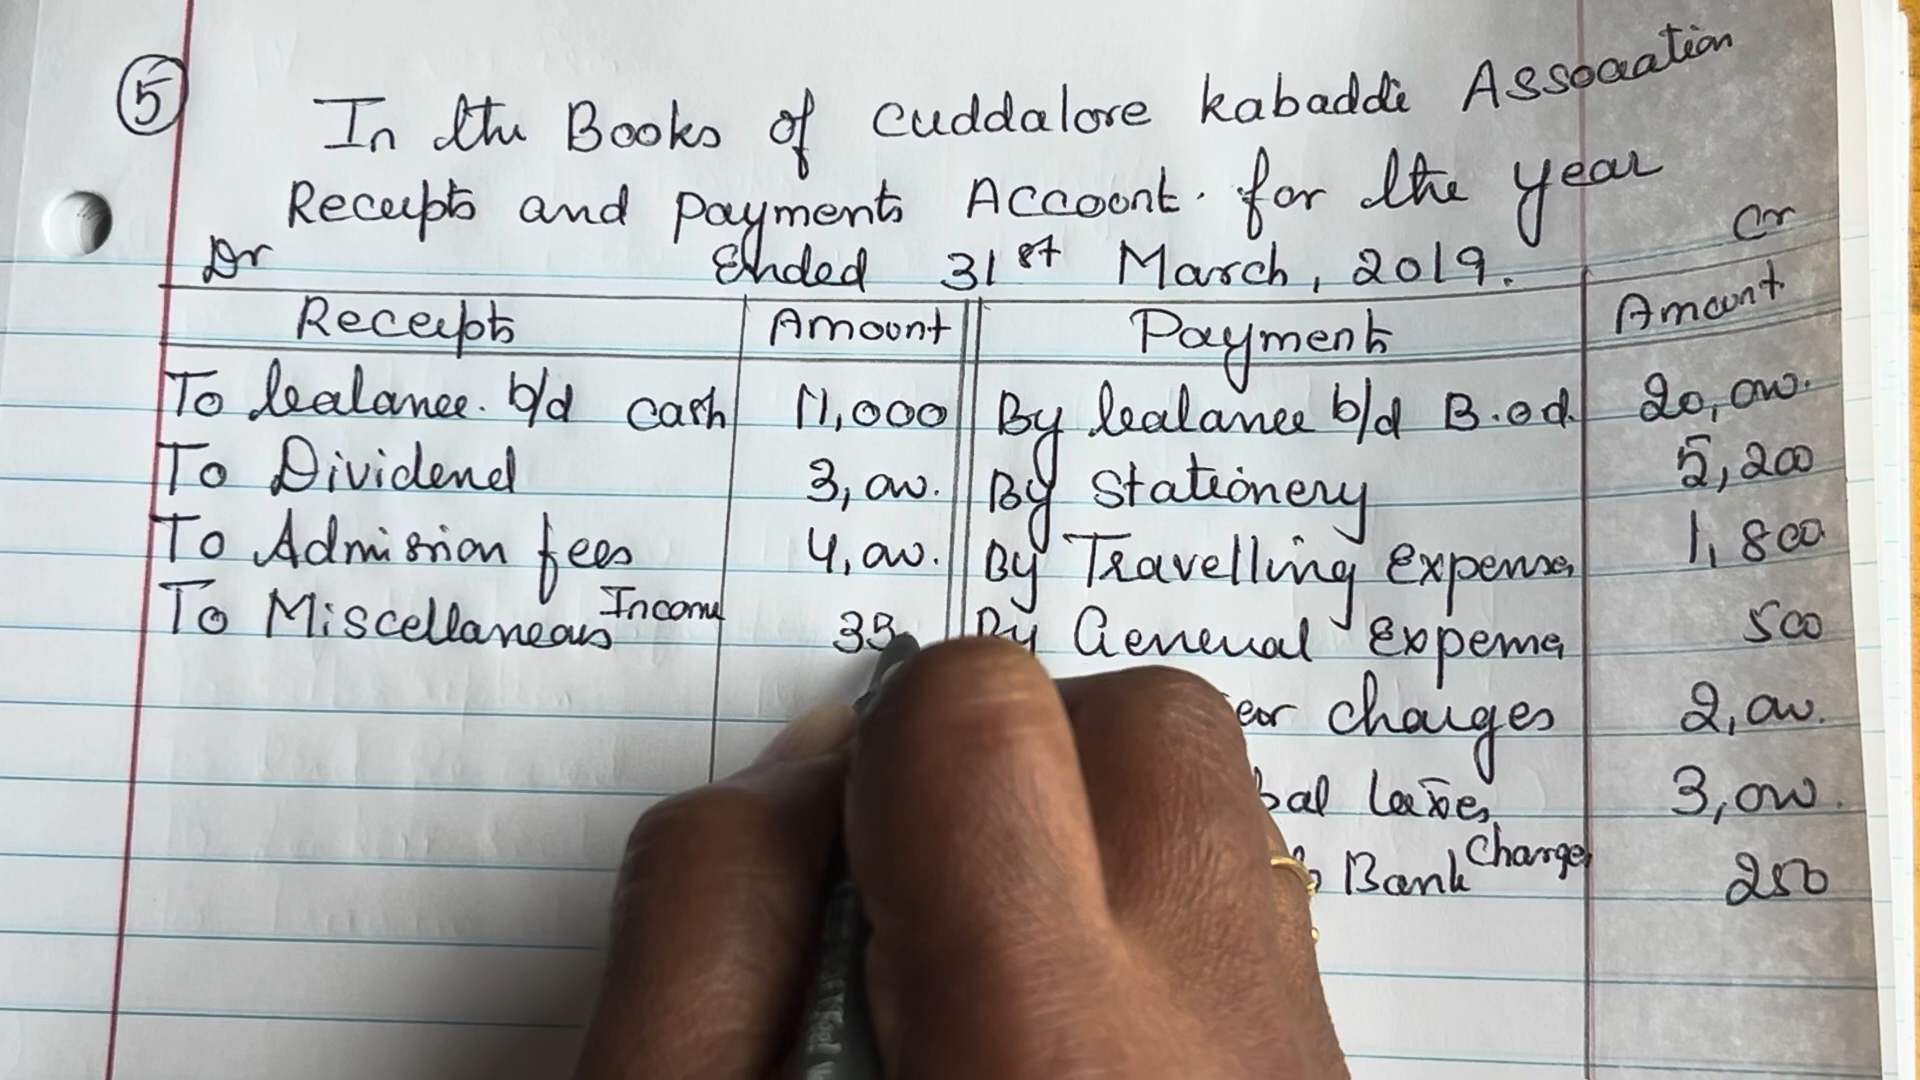 5
In the Books of Cuddalore kabaddi Association
Receipts and payments Account. for the year
Dr Ended 31st March, 2019. Cr
Receipts Amount Payments Amount
To balance. b/d cash 11,000 By balance b/d B.od. 20,000.
To Dividend 3,000. By Stationery 5,200
To Admission fees 4,000. By Travelling Expenses 1,800
To Miscellaneous Income By General Expenses 500
charges 2,000.
taxes 3,000.
Bank Charges 250